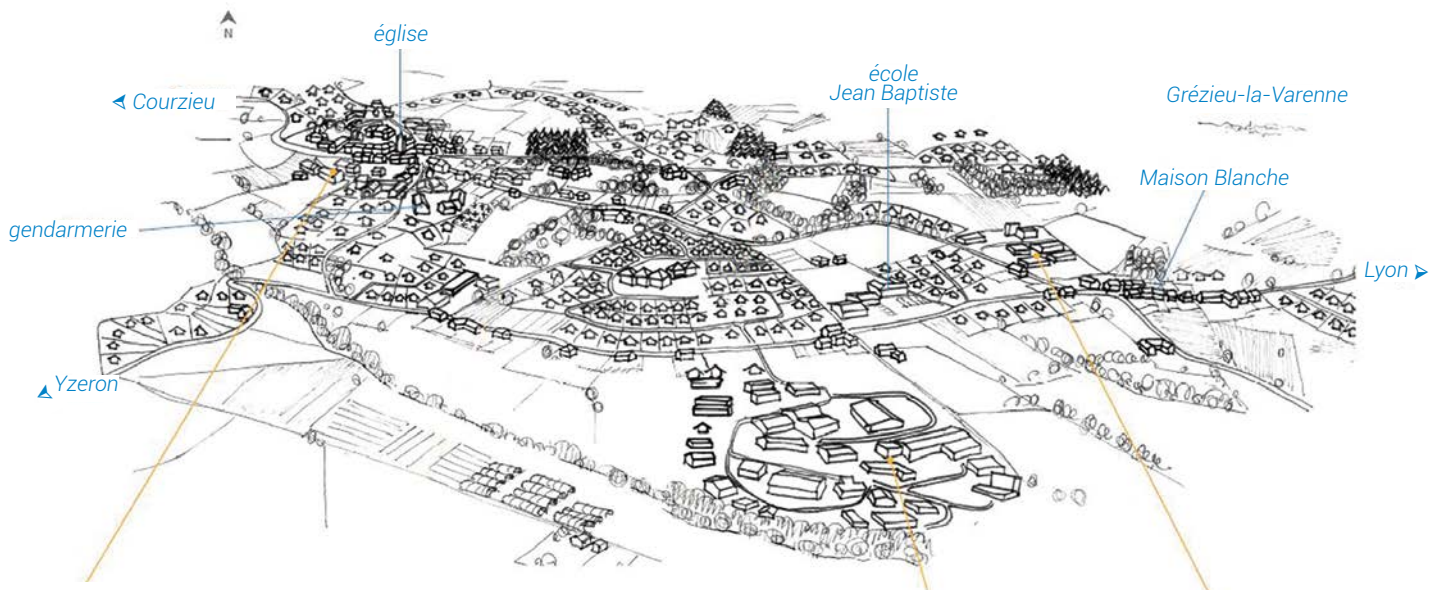 N
église
Courzieu
école
Jean Baptiste
Grézieu-la-Varenne
Maison Blanche
gendarmerie
Lyon
Yzeron